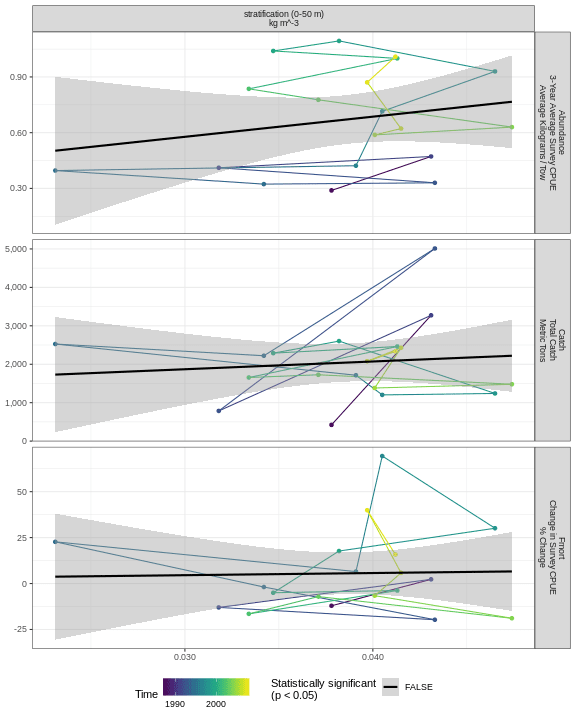 stratification (0-50 m)
kg m^-3
0.90
0.60
0.30
Abundance
3-Year Average Survey CPUE
Average Kilograms / Tow
5,000
4,000
3,000
2,000
1,000
0
Catch
Total Catch
Metric Tons
50
25
0
-25
Fmort
Change in Survey CPUE
% Change
0.030
0.040
Time
1990
2000
Statistically significant
(p < 0.05)
FALSE